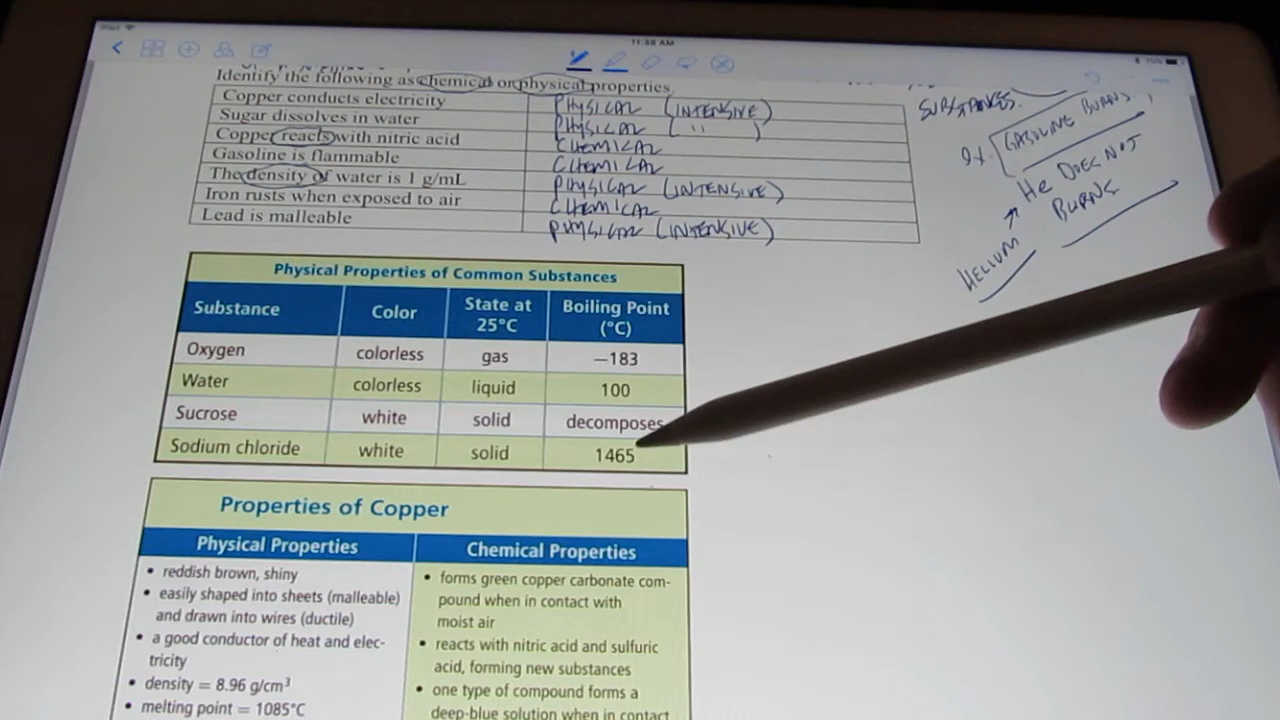 iPad
11:38 AM
70%
Identify the following as chemical or physical properties.
Copper conducts electricity PHYSICAL (INTENSIVE)
Sugar dissolves in water PHYSICAL ( " )
Copper reacts with nitric acid CHEMICAL
Gasoline is flammable CHEMICAL
The density of water is 1 g/mL PHYSICAL (INTENSIVE)
Iron rusts when exposed to air CHEMICAL
Lead is malleable PHYSICAL (INTENSIVE)
SUBSTANCES.
GASOLINE BURNS.
He DOES NOT
BURNS
HELIUM
Physical Properties of Common Substances
Substance Color State at 25°C Boiling Point (°C)
Oxygen colorless gas –183
Water colorless liquid 100
Sucrose white solid decomposes
Sodium chloride white solid 1465
Properties of Copper
Physical Properties
• reddish brown, shiny
• easily shaped into sheets (malleable)
and drawn into wires (ductile)
• a good conductor of heat and elec-
tricity
• density = 8.96 g/cm³
• melting point = 1085°C
Chemical Properties
• forms green copper carbonate com-
pound when in contact with
moist air
• reacts with nitric acid and sulfuric
acid, forming new substances
• one type of compound forms a
deep-blue solution when in contact